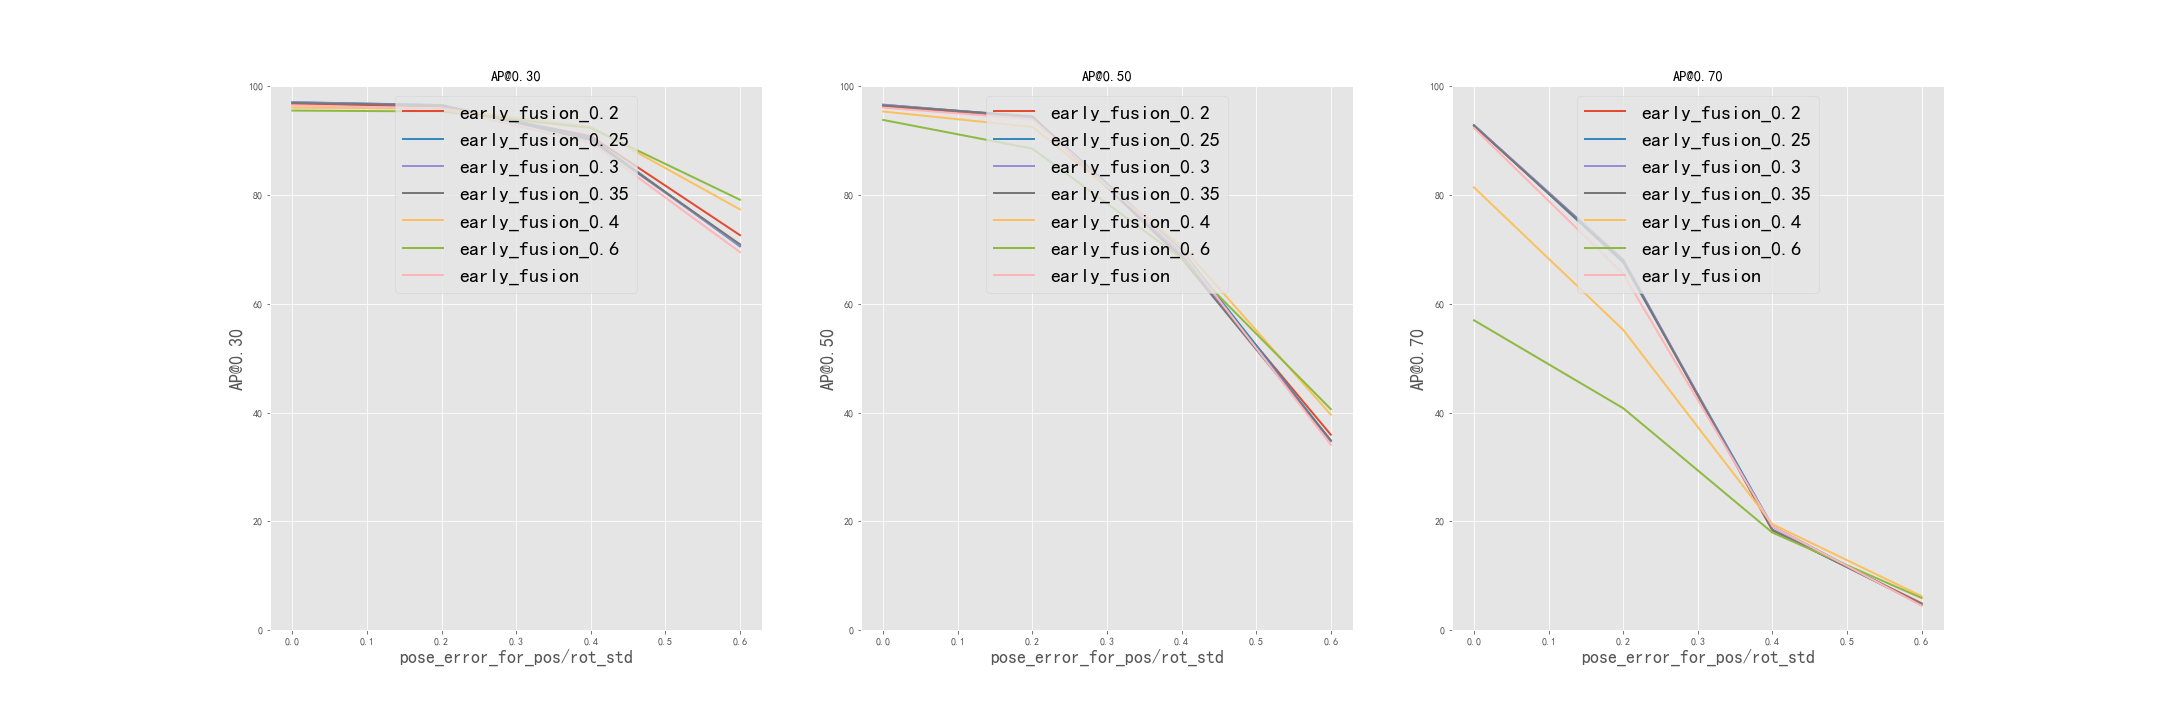 AP@0.30
100
80
60
40
20
0
AP@0.30
early_fusion_0.2
early_fusion_0.25
early_fusion_0.3
early_fusion_0.35
early_fusion_0.4
early_fusion_0.6
early_fusion
0.0 0.1 0.2 0.3 0.4 0.5 0.6
pose_error_for_pos/rot_std
AP@0.50
100
80
60
40
20
0
AP@0.50
early_fusion_0.2
early_fusion_0.25
early_fusion_0.3
early_fusion_0.35
early_fusion_0.4
early_fusion_0.6
early_fusion
0.0 0.1 0.2 0.3 0.4 0.5 0.6
pose_error_for_pos/rot_std
AP@0.70
100
80
60
40
20
0
AP@0.70
early_fusion_0.2
early_fusion_0.25
early_fusion_0.3
early_fusion_0.35
early_fusion_0.4
early_fusion_0.6
early_fusion
0.0 0.1 0.2 0.3 0.4 0.5 0.6
pose_error_for_pos/rot_std